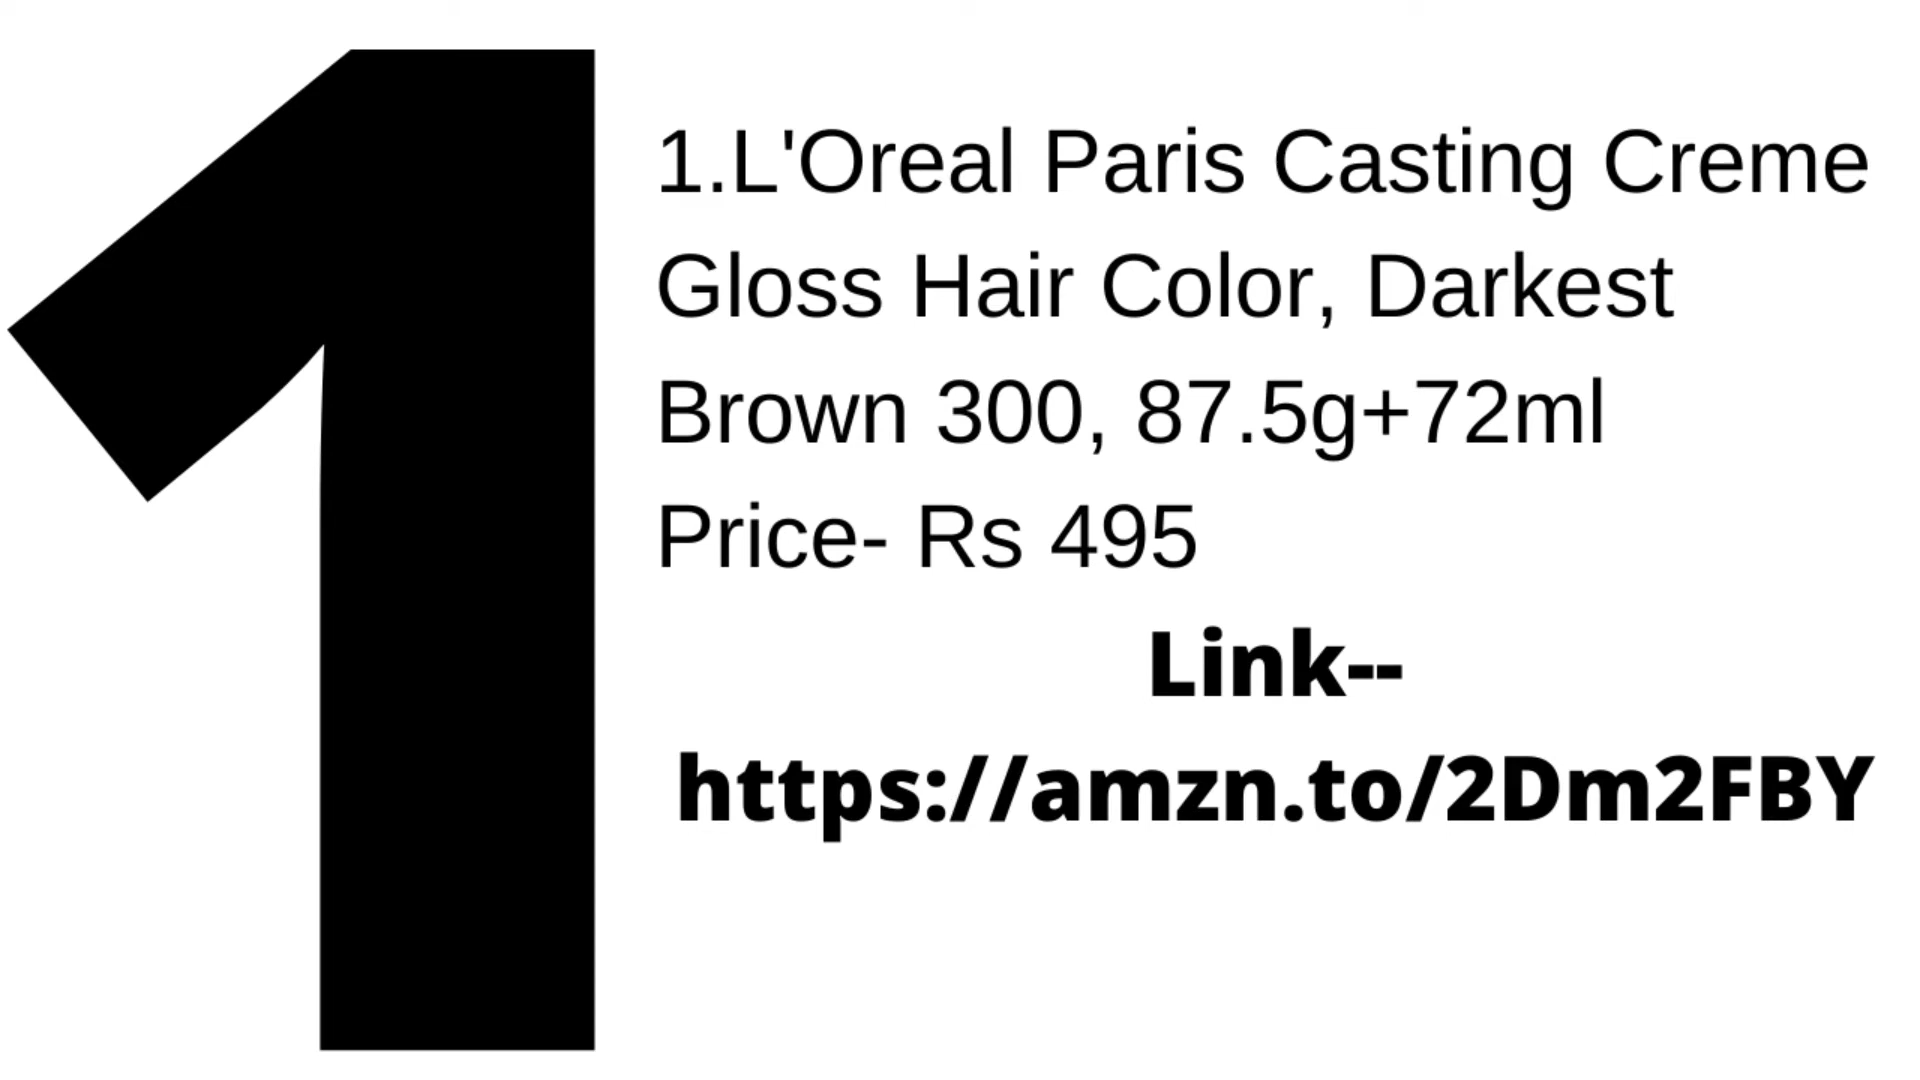 1
1.L'Oreal Paris Casting Creme
Gloss Hair Color, Darkest
Brown 300, 87.5g+72ml
Price- Rs 495
Link--
https://amzn.to/2Dm2FBY